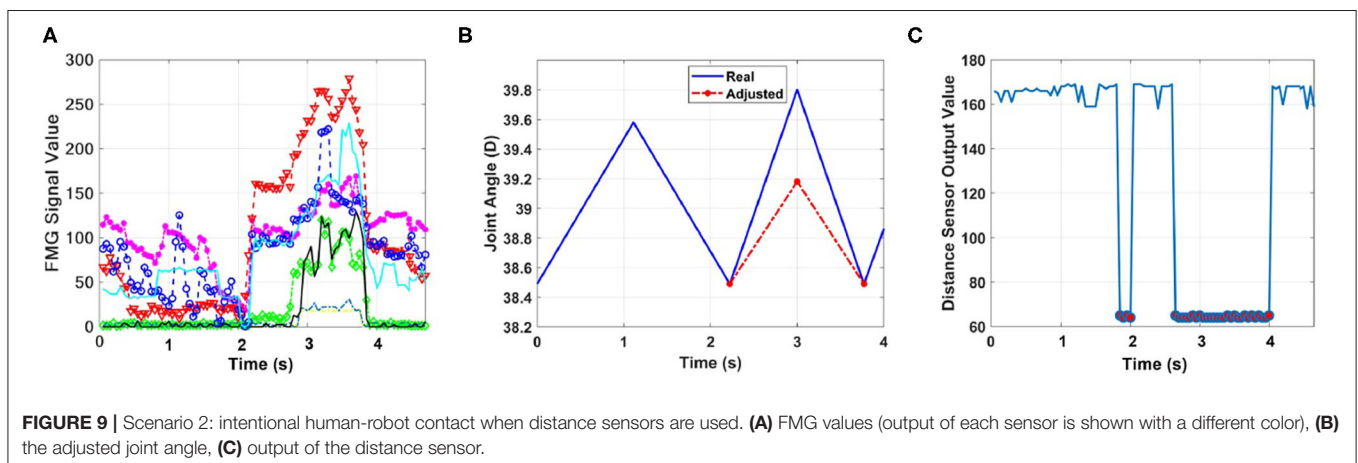 A
B
C
300
250
200
150
100
50
0
FMG Signal Value
1
2
3
4
Time (s)
Real
Adjusted
39.8
39.6
39.4
39.2
39
38.8
38.6
38.4
38.2
Joint Angle (D)
0
1
2
3
4
Time (s)
180
160
140
120
100
80
60
Distance Sensor Output Value
0
1
2
3
4
Time (s)
FIGURE 9 | Scenario 2: intentional human-robot contact when distance sensors are used. (A) FMG values (output of each sensor is shown with a different color), (B)
the adjusted joint angle, (C) output of the distance sensor.